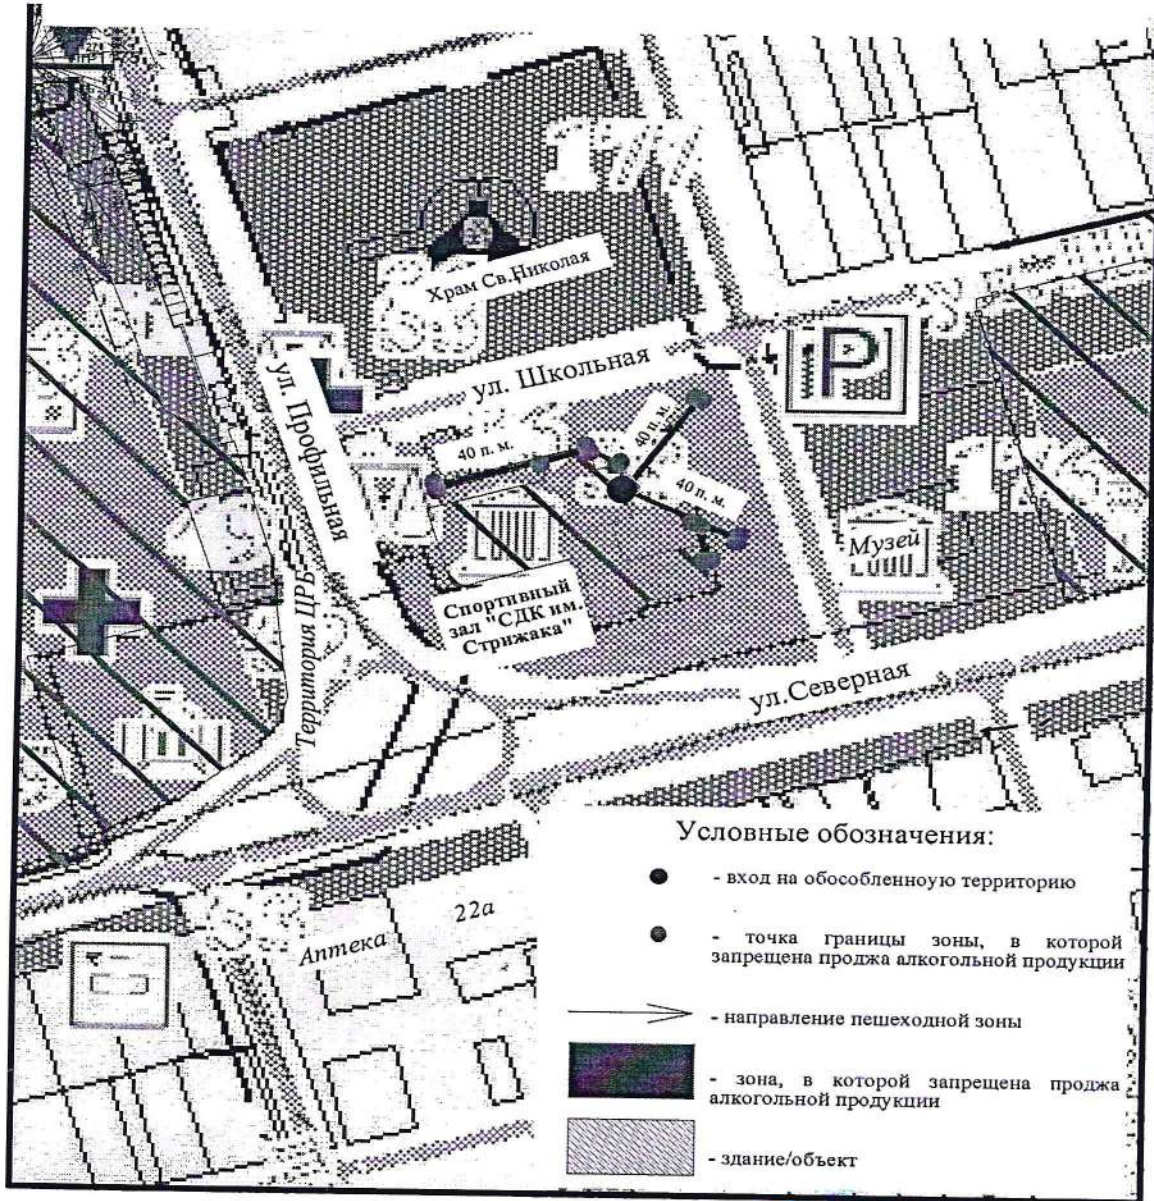 271
Храм Св.Николая
ул. Школьная
ул. Профильная
P
40 п. м.
40 п. м.
40 п. м.
Музей
Спортивный
зал "СДК им.
Стрижака"
Территория ЦРБ
ул.Северная
22а
Аптека
Условные обозначения:
- вход на обособленноую территорию
- точка границы зоны, в которой
запрещена проджа алкогольной продукции
- направление пешеходной зоны
- зона, в которой запрещена проджа
алкогольной продукции
- здание/объект